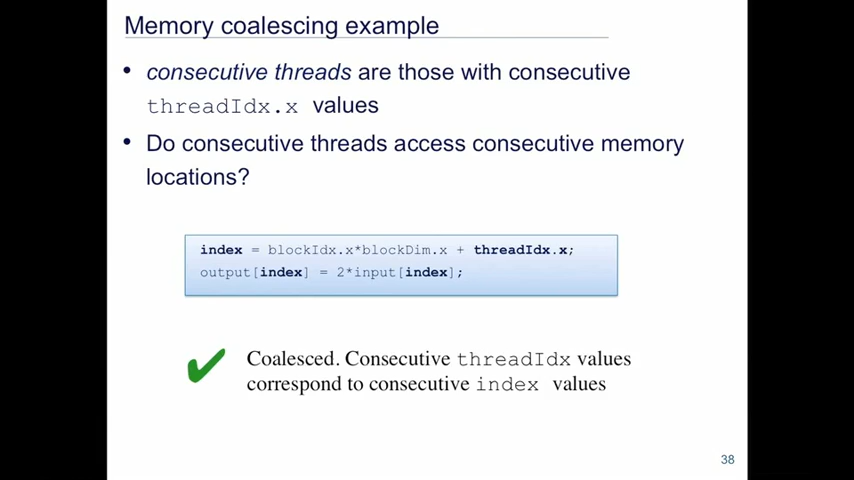 Memory coalescing example
• consecutive threads are those with consecutive
threadIdx.x values
• Do consecutive threads access consecutive memory
locations?
index = blockIdx.x*blockDim.x + threadIdx.x;
output[index] = 2*input[index];
✔ Coalesced. Consecutive threadIdx values
correspond to consecutive index values
38